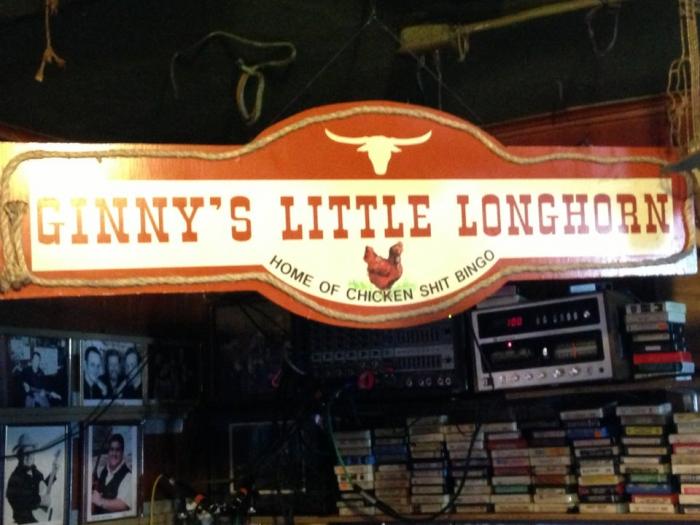 GINNY'S LITTLE LONGHORN
HOME OF CHICKEN SHIT BINGO